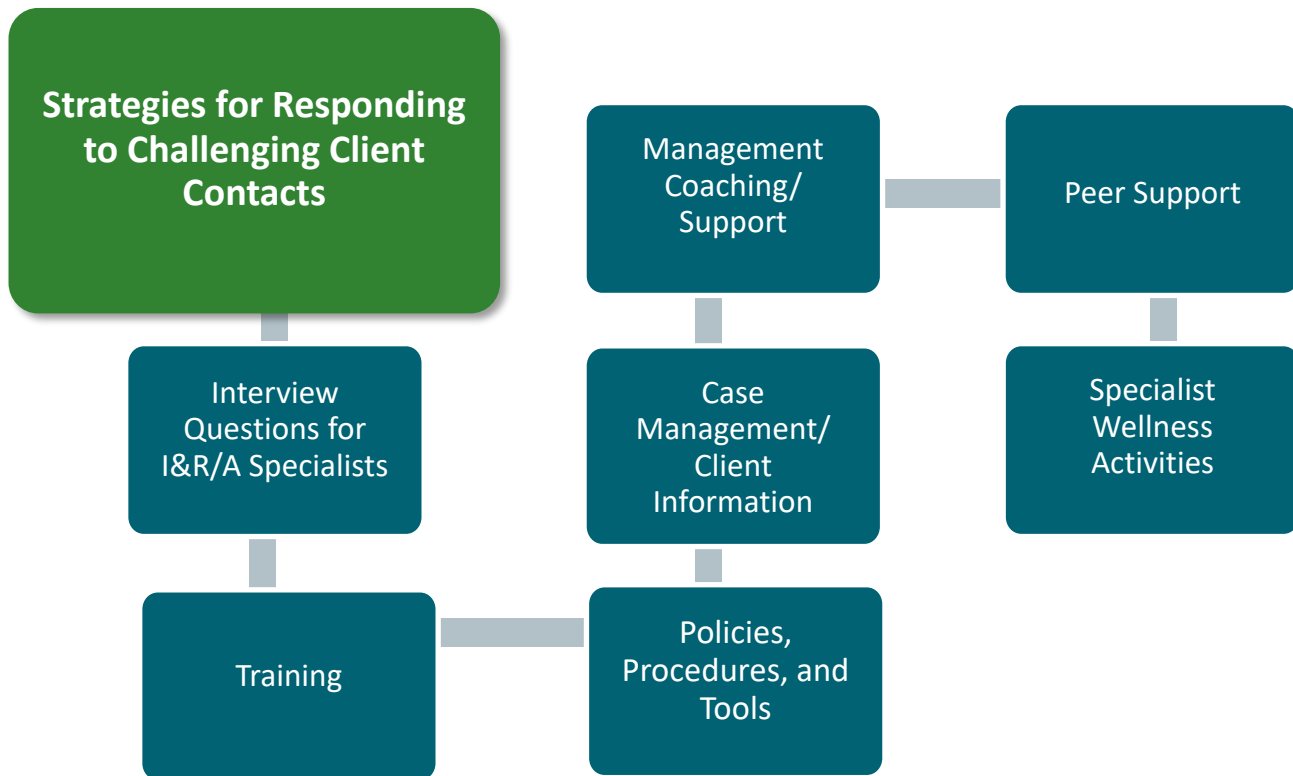 Strategies for Responding
to Challenging Client
Contacts
Interview
Questions for
I&R/A Specialists
Training
Policies,
Procedures, and
Tools
Case
Management/
Client
Information
Management
Coaching/
Support
Peer Support
Specialist
Wellness
Activities